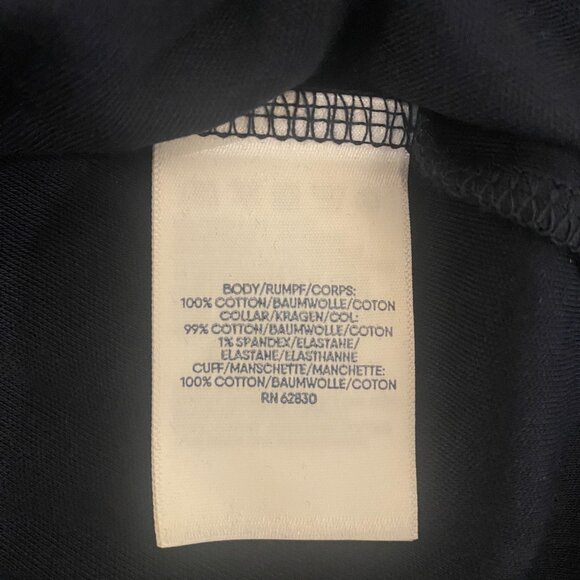 BODY/RUMPF/CORPS:
100% COTTON/BAUMWOLLE/COTON
COLLAR/KRAGEN/COL:
99% COTTON/BAUMWOLLE/COTON
1% SPANDEX/ELASTANE/
ELASTAHE/ELASTHANNE
CUFF/MANSCHETTE/MANCHETTE:
100% COTTON/BAUMWOLLE/COTON
RN 62830